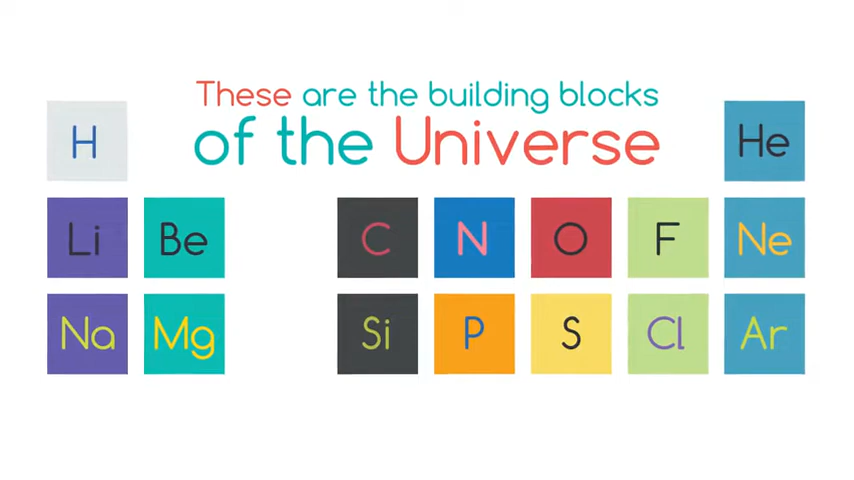 These are the building blocks
of the Universe
H He
Li Be C N O F Ne
Na Mg Si P S Cl Ar